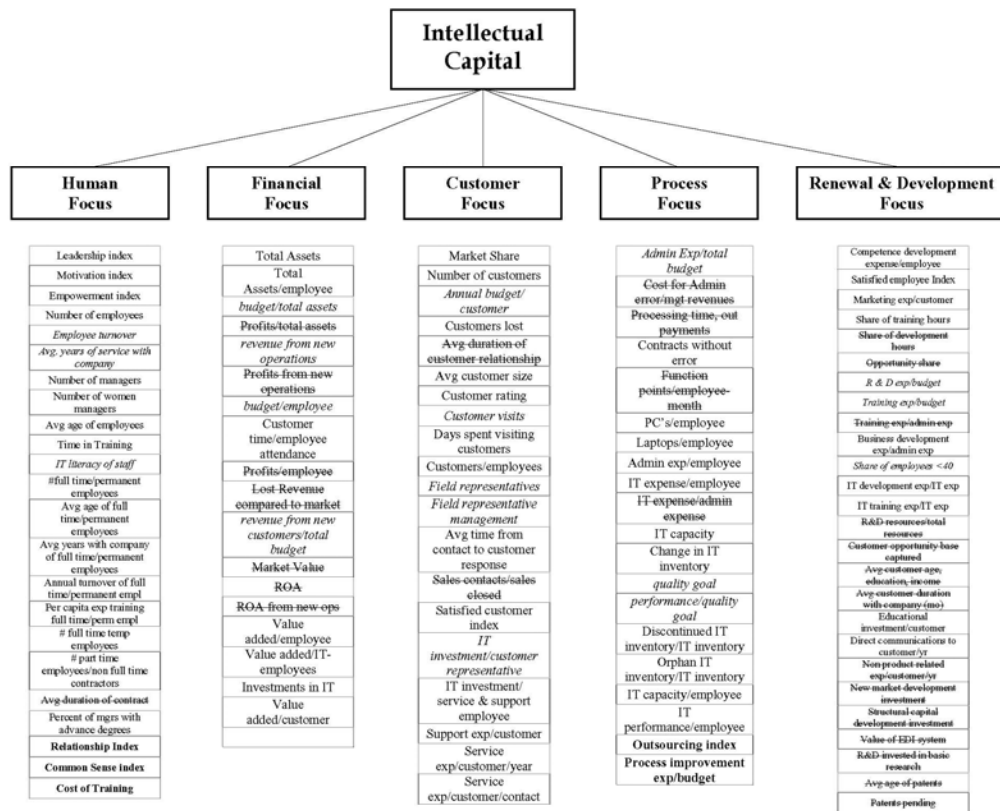 Intellectual
Capital
Human
Focus
Financial
Focus
Customer
Focus
Process
Focus
Renewal & Development
Focus
Leadership index
Motivation index
Empowerment index
Number of employees
Employee turnover
Avg. years of service with
company
Number of managers
Number of women
managers
Avg age of employees
Time in Training
IT literacy of staff
#full time/permanent
employees
Avg age of full
time/permanent
employees
Avg years with company
of full time/permanent
employees
Annual turnover of full
time/permanent empl
Per capita exp training
full time/perm empl
# full time temp
employees
# part time
employees/non full time
contractors
Avg duration of contract
Percent of mgrs with
advance degrees
Relationship Index
Common Sense index
Cost of Training
Total Assets
Total
Assets/employee
budget/total assets
Profits/total assets
revenue from new
operations
Profits from new
operations
budget/employee
Customer
time/employee
attendance
Profits/employee
Lost Revenue
compared to market
revenue from new
customers/total
budget
Market Value
ROA
ROA from new ops
Value
added/employee
Value added/IT-
employees
Investments in IT
Value
added/customer
Market Share
Number of customers
Annual budget/
customer
Customers lost
Avg duration of
customer relationship
Avg customer size
Customer rating
Customer visits
Days spent visiting
customers
Customers/employees
Field representatives
Field representative
management
Avg time from
contact to customer
response
Sales contacts/sales
closed
Satisfied customer
index
IT
investment/customer
representative
IT investment/
service & support
employee
Support exp/customer
Service
exp/customer/year
Service
exp/customer/contact
Admin Exp/total
budget
Cost for Admin
error/mgt revenues
Processing time, out
payments
Contracts without
error
Function
points/employee-
month
PC's/employee
Laptops/employee
Admin exp/employee
IT expense/employee
IT expense/admin
expense
IT capacity
Change in IT
inventory
quality goal
performance/quality
goal
Discontinued IT
inventory/IT inventory
Orphan IT
inventory/IT inventory
IT capacity/employee
IT
performance/employee
Outsourcing index
Process improvement
exp/budget
Competence development
expense/employee
Satisfied employee Index
Marketing exp/customer
Share of training hours
Share of development
hours
Opportunity share
R & D exp/budget
Training exp/budget
Training exp/admin exp
Business development
exp/admin exp
Share of employees <40
IT development exp/IT exp
IT training exp/IT exp
R&D resources/total
resources
Customer opportunity base
captured
Avg customer age,
education, income
Avg customer duration
with company (mo)
Educational
investment/customer
Direct communications to
customer/yr
Non product related
exp/customer/yr
New market development
investment
Structural capital
development investment
Value of EDI system
R&D invested in basic
research
Avg age of patents
Patents pending